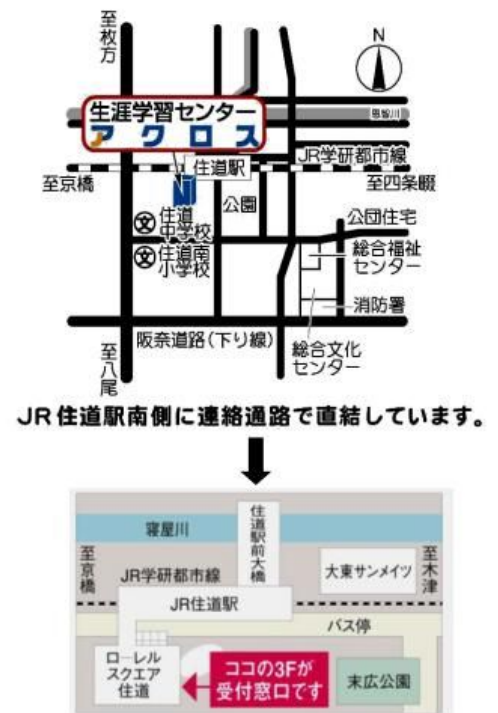 至枚方
N
生涯学習センター
アクロス
恩智川
JR学研都市線
住道駅
至京橋
至四条畷
公園
文 住道
中学校
公団住宅
文 住道南
小学校
総合福祉
センター
消防署
阪奈道路(下り線)
総合文化
センター
至八尾
JR住道駅南側に連絡通路で直結しています。
住道駅前大橋
寝屋川
至京橋
JR学研都市線
大東サンメイツ
至木津
JR住道駅
バス停
ローレル
スクエア
住道
ココの3Fが
受付窓口です
末広公園